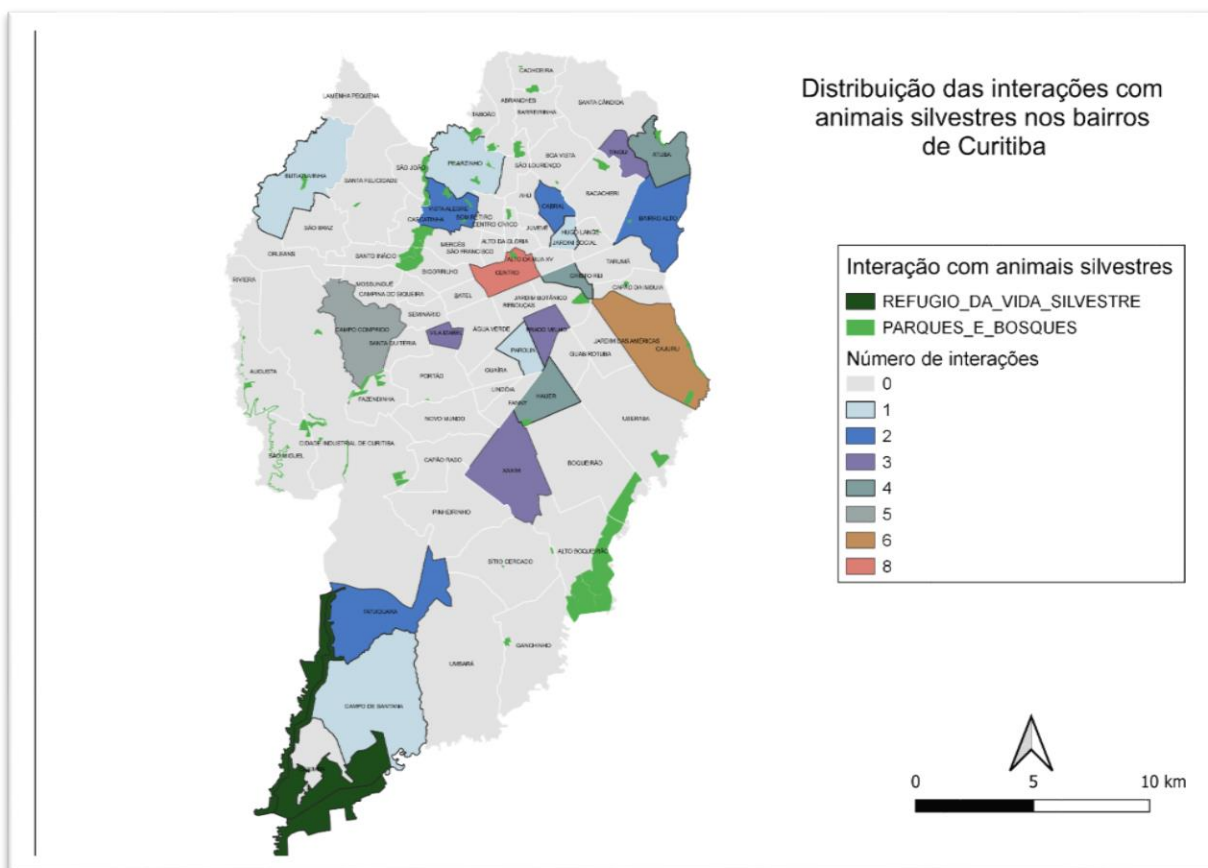 Distribuição das interações com
animais silvestres nos bairros
de Curitiba
Interação com animais silvestres
REFUGIO_DA_VIDA_SILVESTRE
PARQUES_E_BOSQUES
Número de interações
0
1
2
3
4
5
6
8
0 5 10 km
CACHOEIRA
LAMENHA PEQUENA
ABRANCHES
SANTA CÂNDIDA
BARREIRINHA
TABOÃO
BOA VISTA
ATUBA
TINGUI
PILARZINHO
SÃO JOÃO
SÃO LOURENÇO
BUTIATUVINHA
SANTA FELICIDADE
BACACHERI
AHÚ
CABRAL
VISTA ALEGRE
BOM RETIRO
CASCATINHA
CENTRO CÍVICO
BAIRRO ALTO
SÃO BRAZ
JUVEVÊ
HUGO LANGE
JARDIM SOCIAL
ALTO DA GLÓRIA
MERCÊS
SÃO FRANCISCO
ALTO DA RUA XV
ORLEANS
SANTO INÁCIO
TARUMÃ
BIGORRILHO
CENTRO
CRISTO REI
RIVIERA
MOSSUNGUÊ
CAPÃO DA IMBUIA
CAMPINA DO SIQUEIRA
BATEL
JARDIM BOTÂNICO
REBOUÇAS
SEMINÁRIO
CAMPO COMPRIDO
VILA IZABEL
ÁGUA VERDE
PRADO VELHO
JARDIM DAS AMÉRICAS
CAJURU
SANTA QUITÉRIA
PAROLIN
GUABIROTUBA
AUGUSTA
PORTÃO
GUAÍRA
FAZENDINHA
LINDÓIA
HAUER
FANNY
NOVO MUNDO
UBERABA
CIDADE INDUSTRIAL DE CURITIBA
SÃO MIGUEL
CAPÃO RASO
XAXIM
BOQUEIRÃO
PINHEIRINHO
ALTO BOQUEIRÃO
SÍTIO CERCADO
TATUQUARA
GANCHINHO
UMBARÁ
CAMPO DE SANTANA